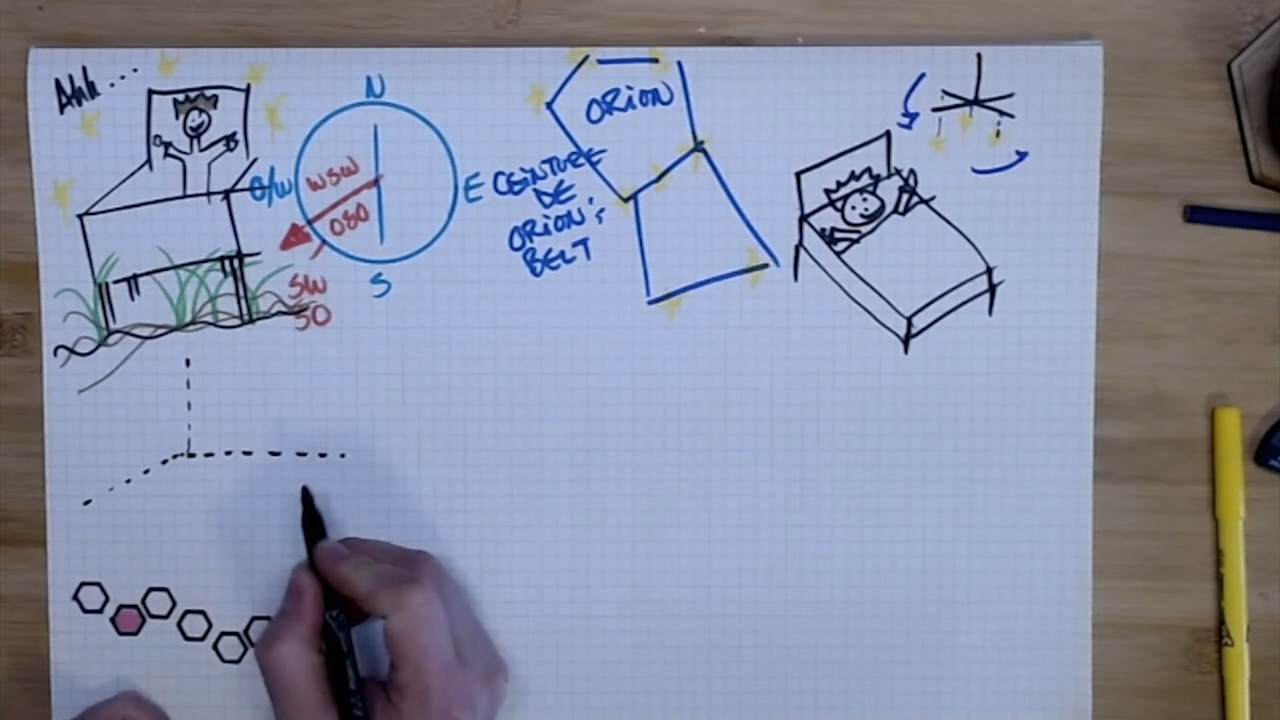 Ahh...
N
O/W
WSW
OSO
E
S
SW
SO
ORION
CEINTURE
DE
ORION's
BELT